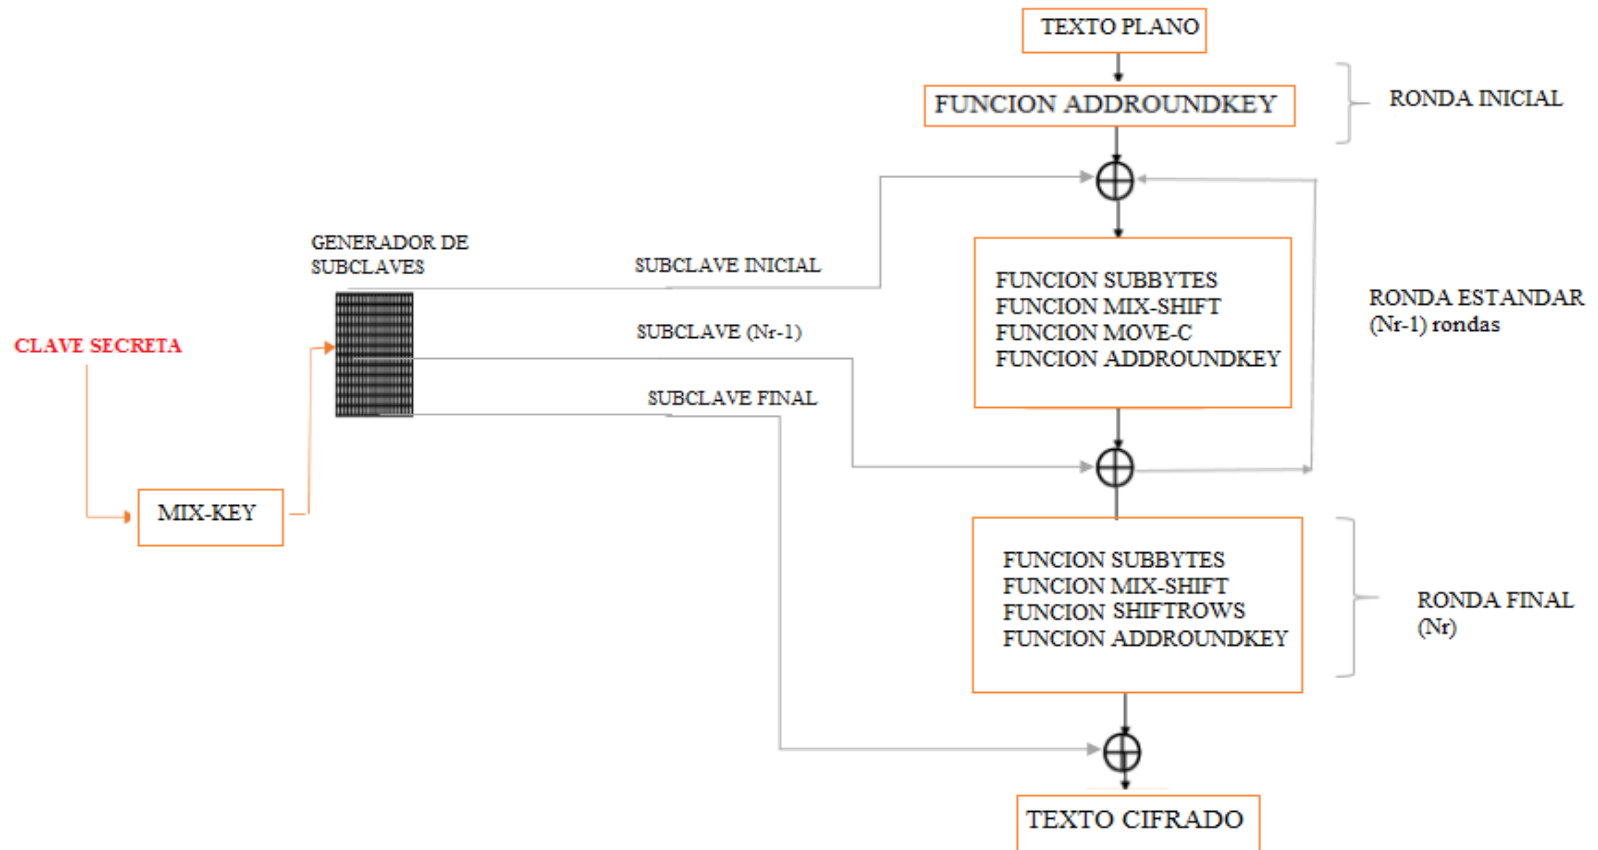 TEXTO PLANO
FUNCION ADDROUNDKEY
RONDA INICIAL
GENERADOR DE
SUBCLAVES
SUBCLAVE INICIAL
SUBCLAVE (Nr-1)
SUBCLAVE FINAL
CLAVE SECRETA
MIX-KEY
FUNCION SUBBYTES
FUNCION MIX-SHIFT
FUNCION MOVE-C
FUNCION ADDROUNDKEY
RONDA ESTANDAR
(Nr-1) rondas
FUNCION SUBBYTES
FUNCION MIX-SHIFT
FUNCION SHIFTROWS
FUNCION ADDROUNDKEY
RONDA FINAL
(Nr)
TEXTO CIFRADO